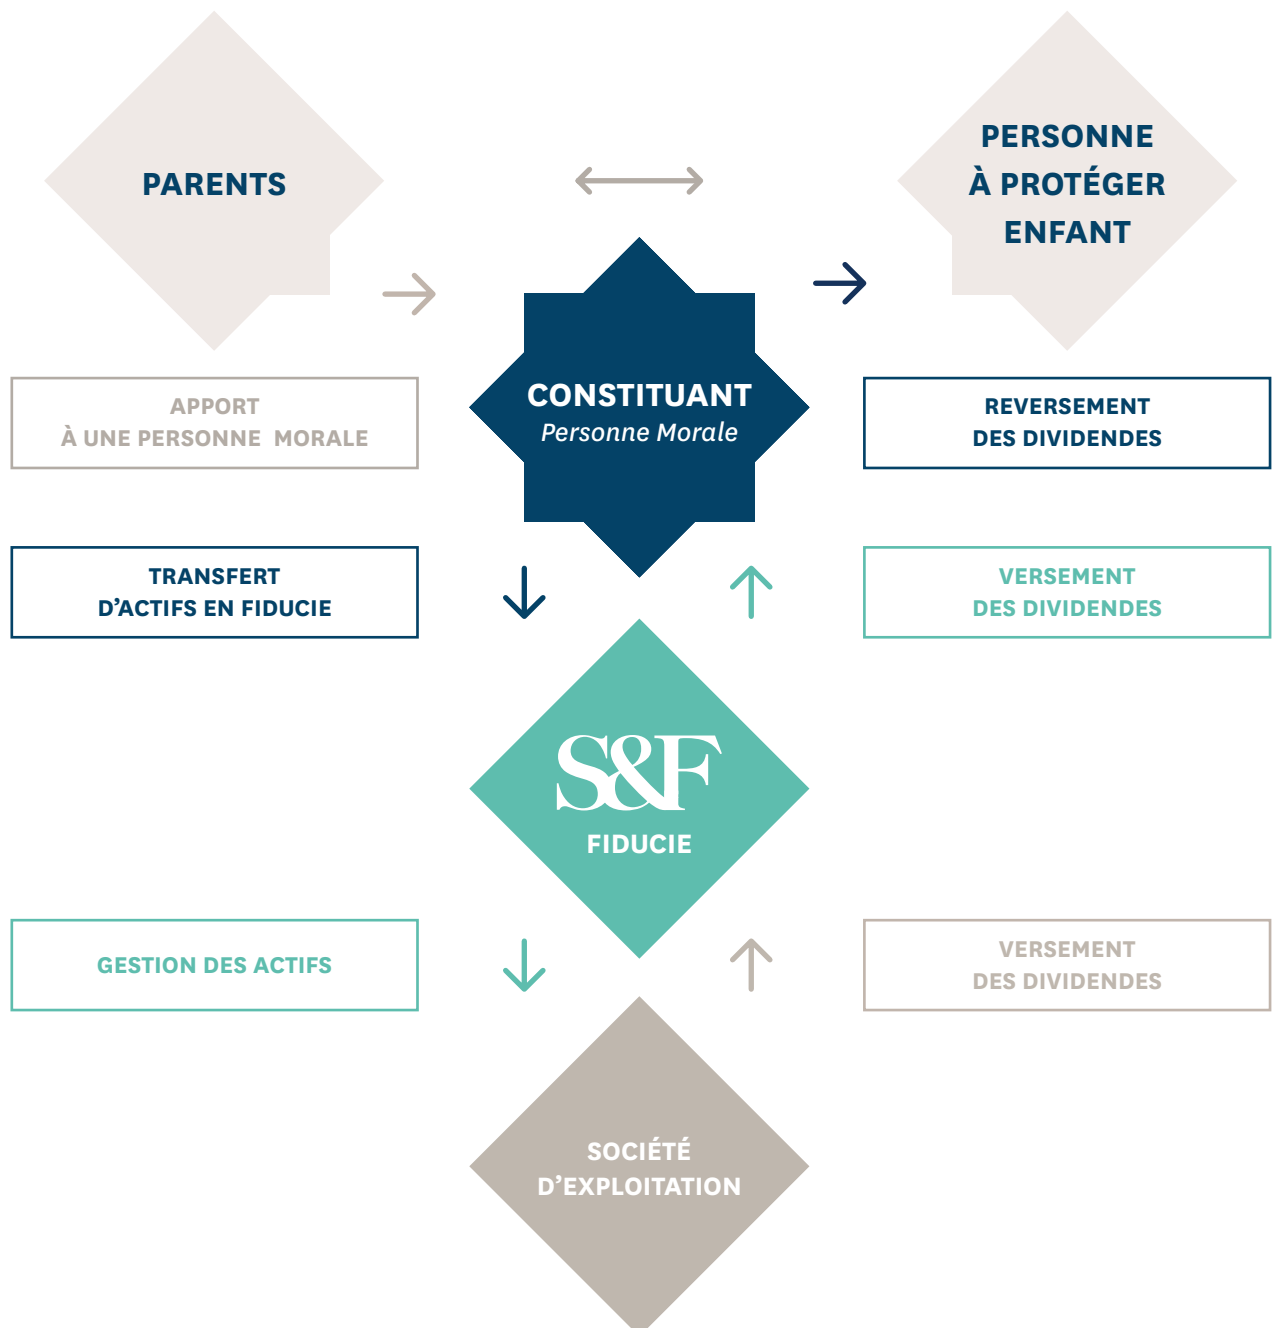 PARENTS
PERSONNE
À PROTÉGER
ENFANT
CONSTITUANT
Personne Morale
APPORT
À UNE PERSONNE MORALE
REVERSEMENT
DES DIVIDENDES
TRANSFERT
D’ACTIFS EN FIDUCIE
VERSEMENT
DES DIVIDENDES
S&F
FIDUCIE
GESTION DES ACTIFS
VERSEMENT
DES DIVIDENDES
SOCIÉTÉ
D’EXPLOITATION